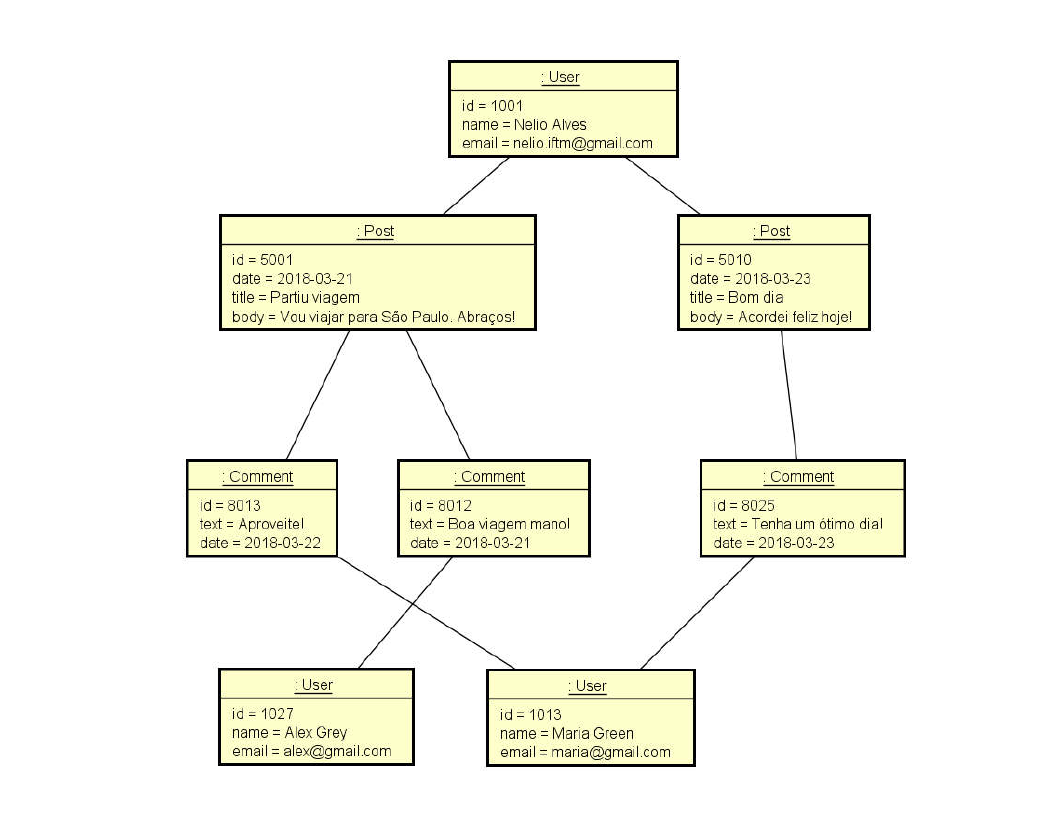 : User
id = 1001
name = Nelio Alves
email = nelio.iftm@gmail.com
: Post
id = 5001
date = 2018-03-21
title = Partiu viagem
body = Vou viajar para São Paulo. Abraços!
: Post
id = 5010
date = 2018-03-23
title = Bom dia
body = Acordei feliz hoje!
: Comment
id = 8013
text = Aproveite!
date = 2018-03-22
: Comment
id = 8012
text = Boa viagem mano!
date = 2018-03-21
: Comment
id = 8025
text = Tenha um ótimo dia!
date = 2018-03-23
: User
id = 1027
name = Alex Grey
email = alex@gmail.com
: User
id = 1013
name = Maria Green
email = maria@gmail.com